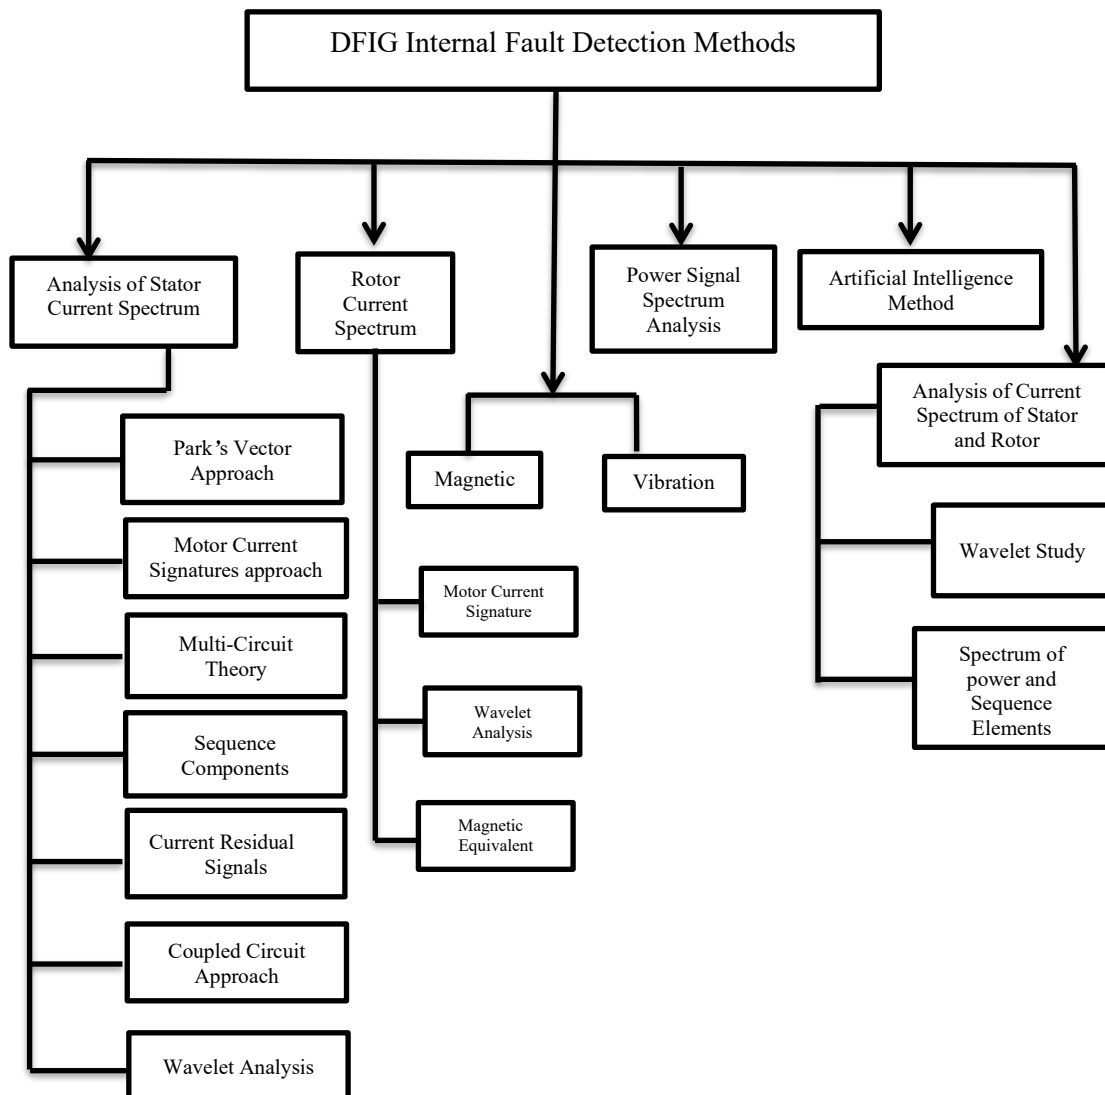 DFIG Internal Fault Detection Methods
Analysis of Stator
Current Spectrum
Rotor
Current
Spectrum
Power Signal
Spectrum
Analysis
Artificial Intelligence
Method
Analysis of Current
Spectrum of Stator
and Rotor
Park's Vector
Approach
Motor Current
Signatures approach
Multi-Circuit
Theory
Sequence
Components
Current Residual
Signals
Coupled Circuit
Approach
Wavelet Analysis
Motor Current
Signature
Wavelet
Analysis
Magnetic
Equivalent
Magnetic
Vibration
Wavelet Study
Spectrum of
power and
Sequence
Elements